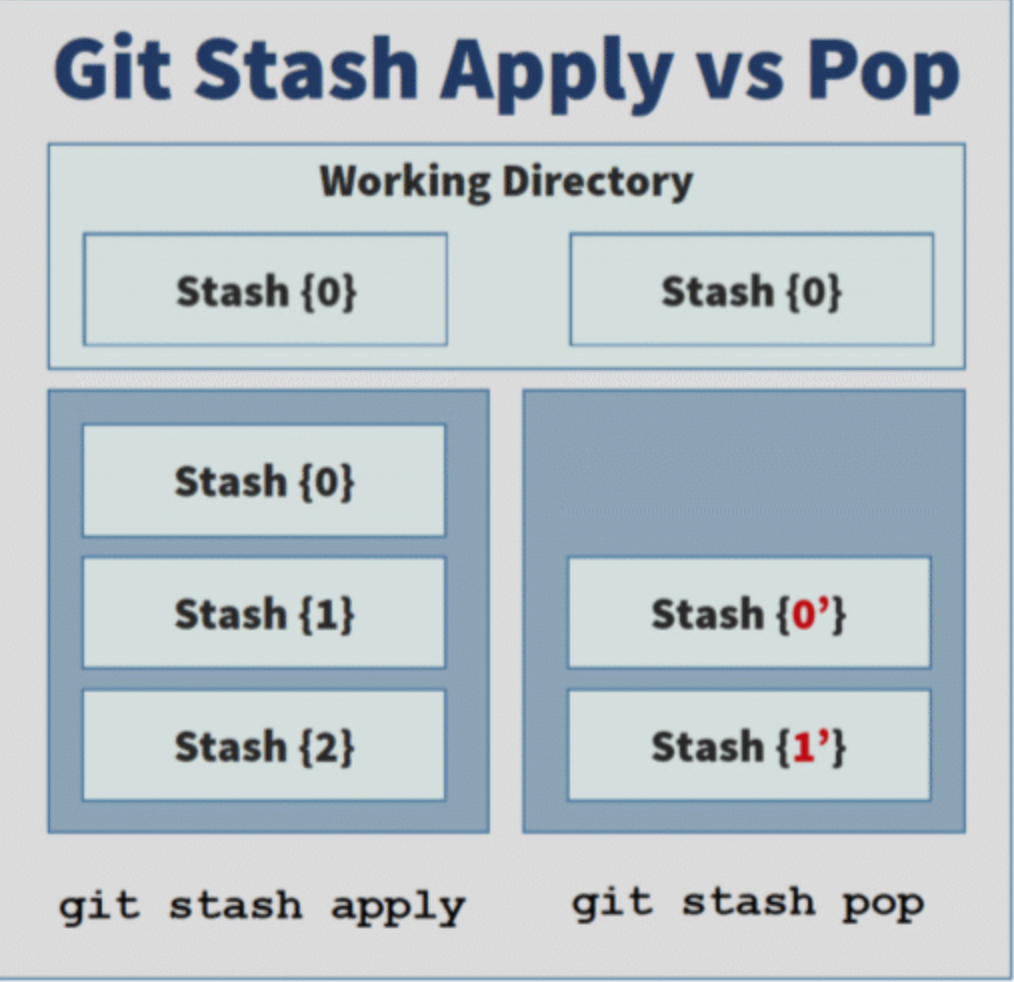 Git Stash Apply vs Pop
Working Directory
Stash {0}
Stash {0}
Stash {0}
Stash {1}
Stash {2}
Stash {0’}
Stash {1’}
git stash apply
git stash pop